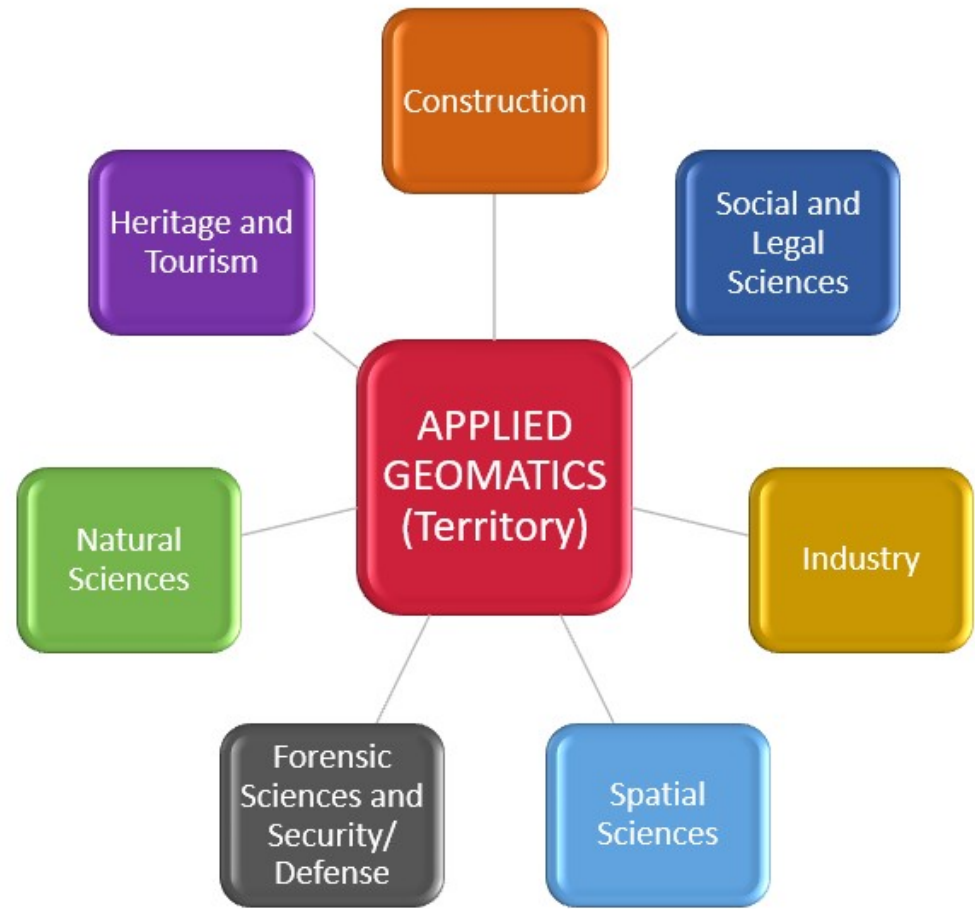 Construction
Heritage and
Tourism
Social and
Legal
Sciences
APPLIED
GEOMATICS
(Territory)
Natural
Sciences
Industry
Forensic
Sciences and
Security/
Defense
Spatial
Sciences